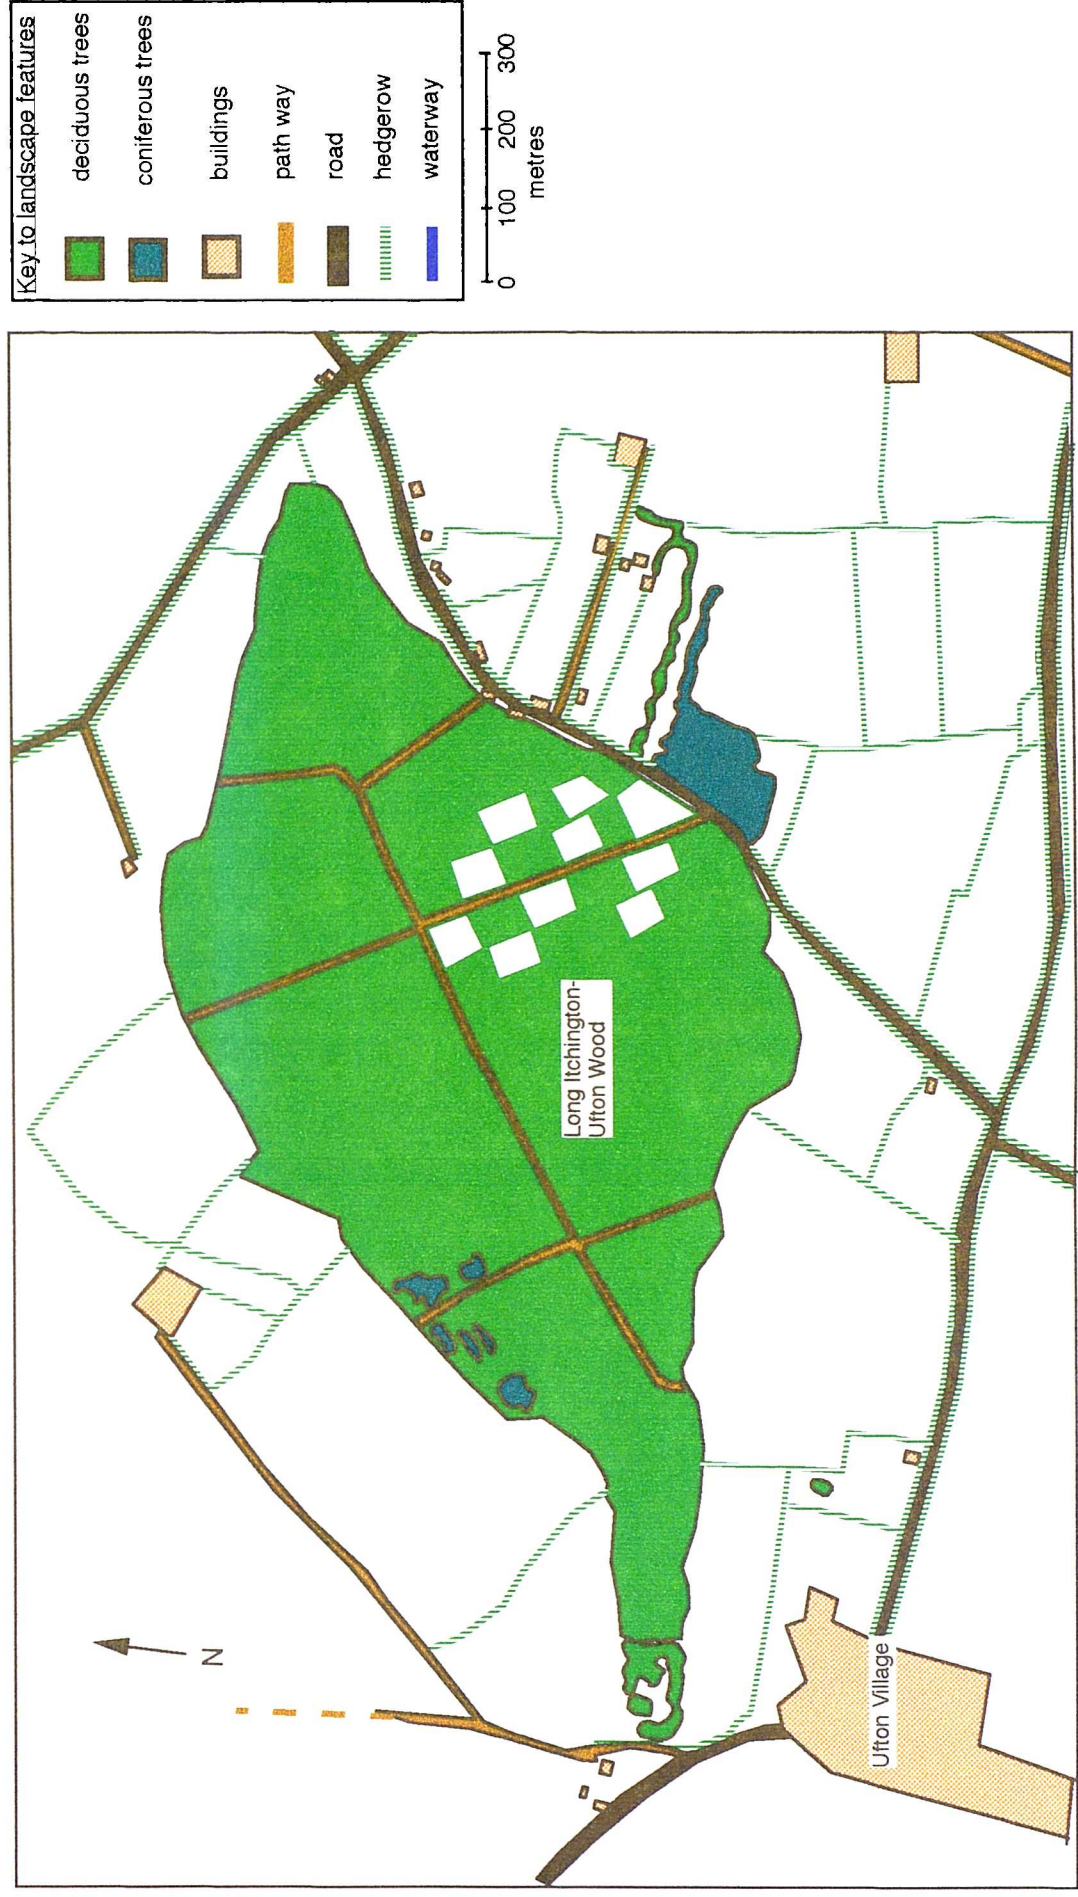 Key to landscape features
deciduous trees
coniferous trees
buildings
path way
road
hedgerow
waterway
0 100 200 300
metres
Long Itchington-
Ufton Wood
N
Ufton Village